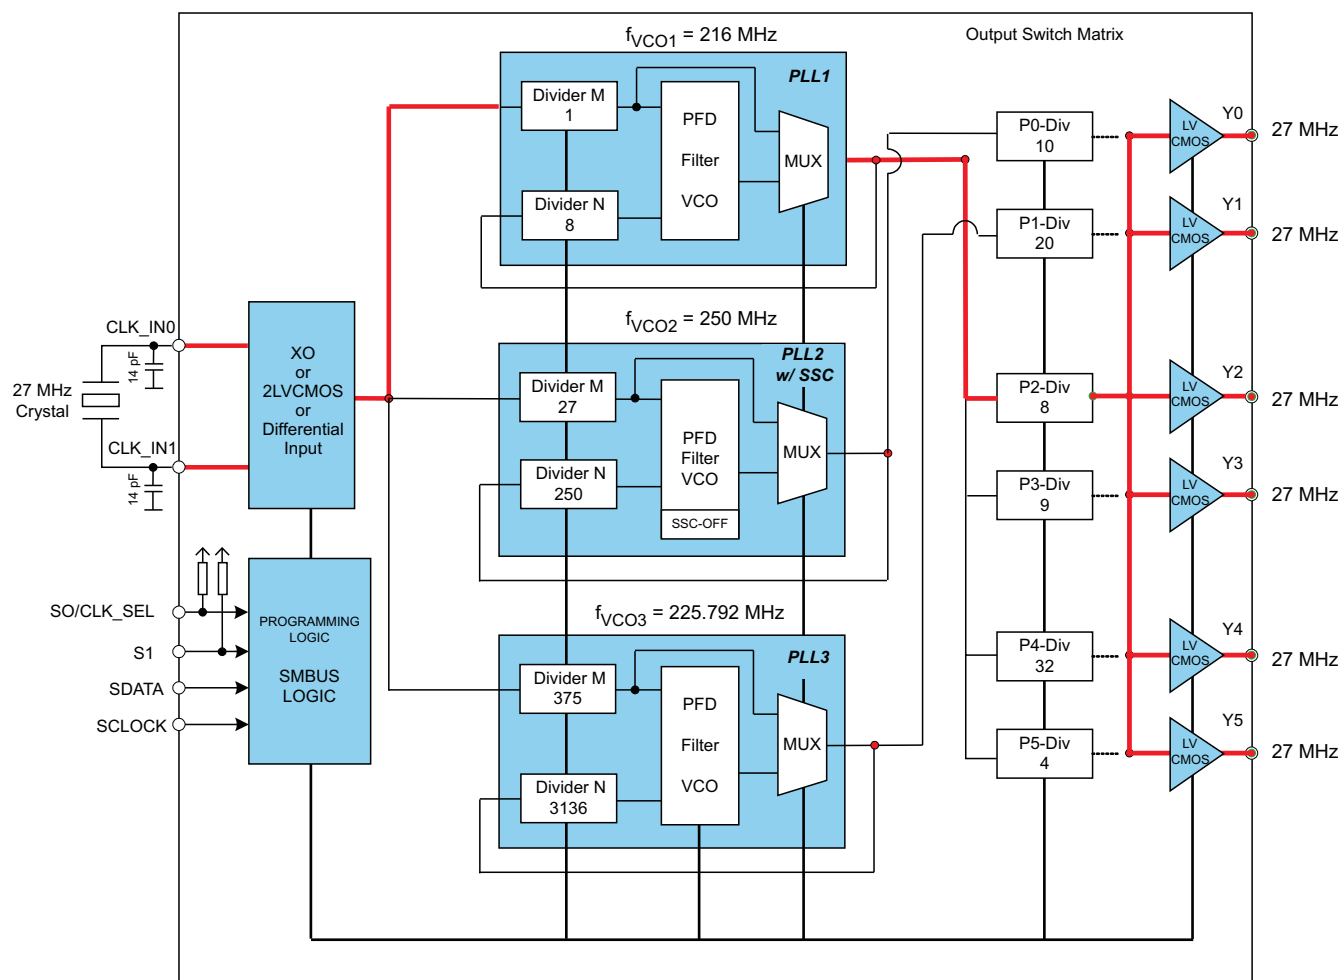 Output Switch Matrix
fVCO1 = 216 MHz
PLL1
Divider M
1
PFD
Filter
VCO
MUX
Divider N
8
P0-Div
10
LV
CMOS
Y0
27 MHz
P1-Div
20
LV
CMOS
Y1
27 MHz
CLK_IN0
14 pF
27 MHz
Crystal
CLK_IN1
14 pF
XO
or
2LVCMOS
or
Differential
Input
fVCO2 = 250 MHz
PLL2
w/ SSC
Divider M
27
PFD
Filter
VCO
SSC-OFF
MUX
Divider N
250
P2-Div
8
LV
CMOS
Y2
27 MHz
P3-Div
9
LV
CMOS
Y3
27 MHz
SO/CLK_SEL
S1
SDATA
SCLOCK
PROGRAMMING
LOGIC
SMBUS
LOGIC
fVCO3 = 225.792 MHz
PLL3
Divider M
375
PFD
Filter
VCO
MUX
Divider N
3136
P4-Div
32
LV
CMOS
Y4
27 MHz
P5-Div
4
LV
CMOS
Y5
27 MHz